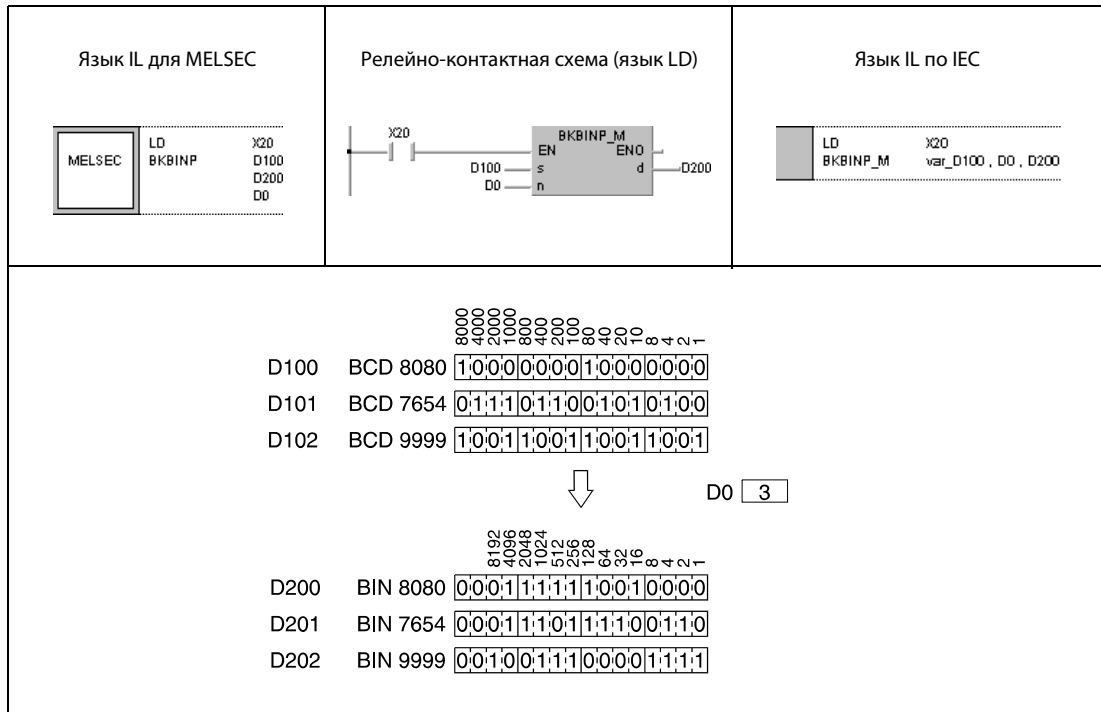 Язык IL для MELSEC
Релейно-контактная схема (язык LD)
Язык IL по IEC
MELSEC
LD X20
BKBINP D100
D200
D0
X20
BKBINP_M
EN ENO
D100 s d D200
D0 n
LD X20
BKBINP_M var_D100 , D0 , D200
8000 4000 2000 1000 800 400 200 100 80 40 20 10 8 4 2 1
D100 BCD 8080 1000000010000000
D101 BCD 7654 0111011001010100
D102 BCD 9999 1001100110011001
D0 3
8192 4096 2048 1024 512 256 128 64 32 16 8 4 2 1
D200 BIN 8080 0001111110010000
D201 BIN 7654 0001110111100110
D202 BIN 9999 0010011100001111